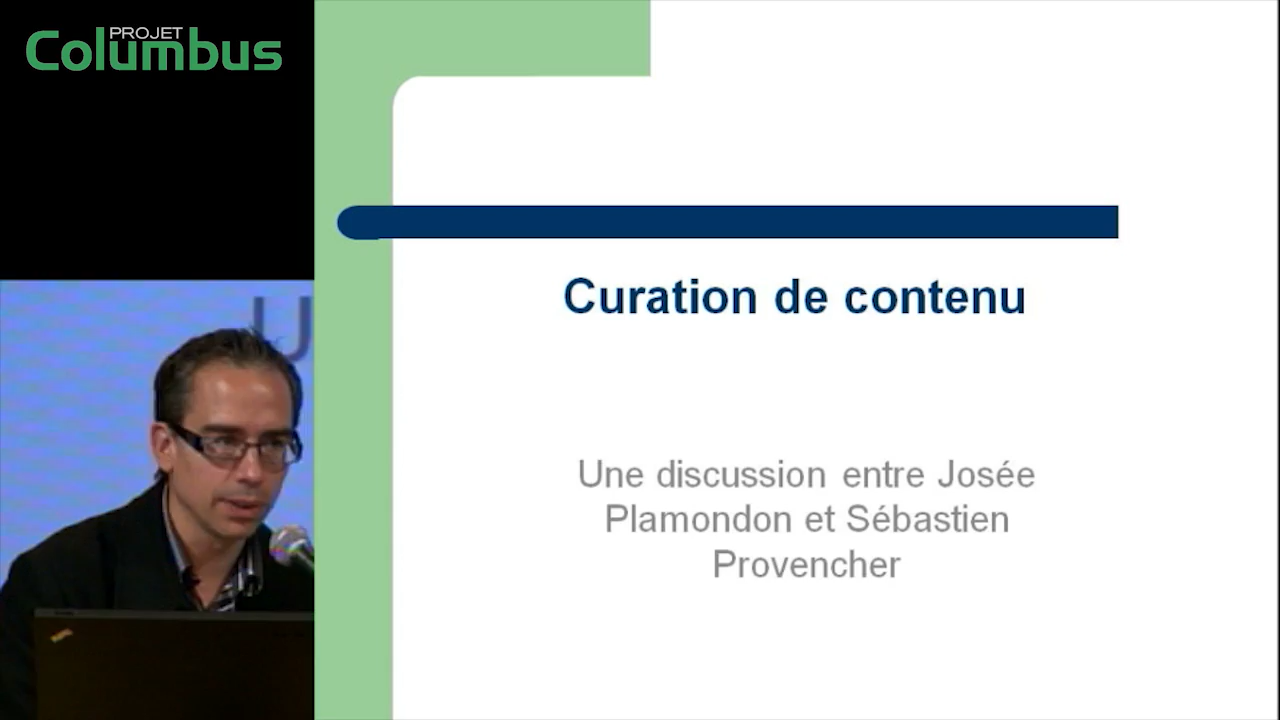 PROJET
Columbus
Curation de contenu
Une discussion entre Josée
Plamondon et Sébastien
Provencher